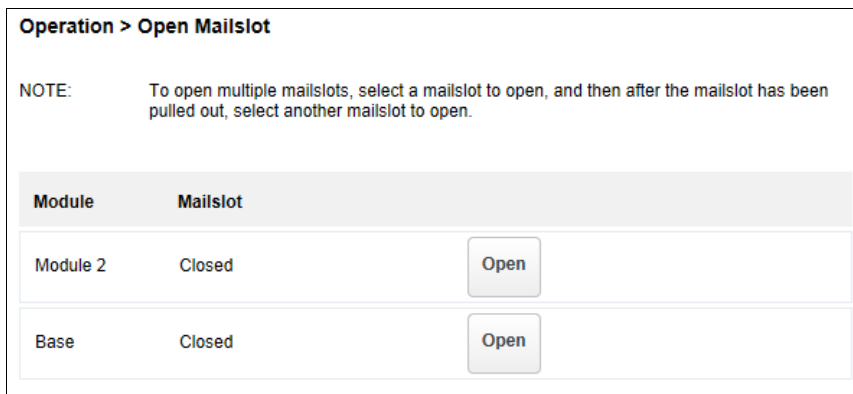 Operation > Open Mailslot
NOTE: To open multiple mailslots, select a mailslot to open, and then after the mailslot has been
pulled out, select another mailslot to open.
Module Mailslot
Module 2 Closed Open
Base Closed Open